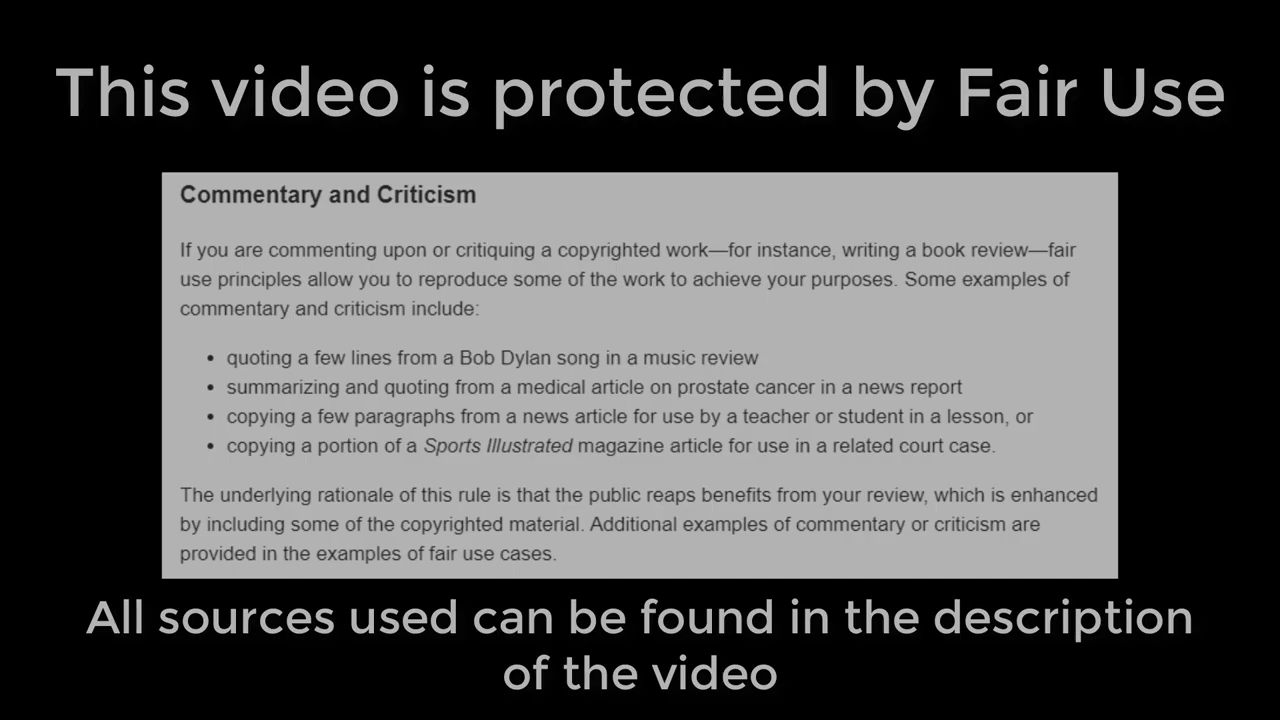 This video is protected by Fair Use
Commentary and Criticism
If you are commenting upon or critiquing a copyrighted work—for instance, writing a book review—fair
use principles allow you to reproduce some of the work to achieve your purposes. Some examples of
commentary and criticism include:
• quoting a few lines from a Bob Dylan song in a music review
• summarizing and quoting from a medical article on prostate cancer in a news report
• copying a few paragraphs from a news article for use by a teacher or student in a lesson, or
• copying a portion of a Sports Illustrated magazine article for use in a related court case.
The underlying rationale of this rule is that the public reaps benefits from your review, which is enhanced
by including some of the copyrighted material. Additional examples of commentary or criticism are
provided in the examples of fair use cases.
All sources used can be found in the description
of the video